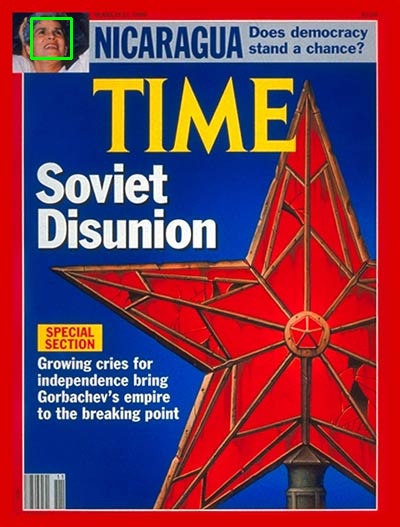 NICARAGUA
Does democracy
stand a chance?
TIME
Soviet
Disunion
SPECIAL
SECTION
Growing cries for
independence bring
Gorbachev's empire
to the breaking point
11